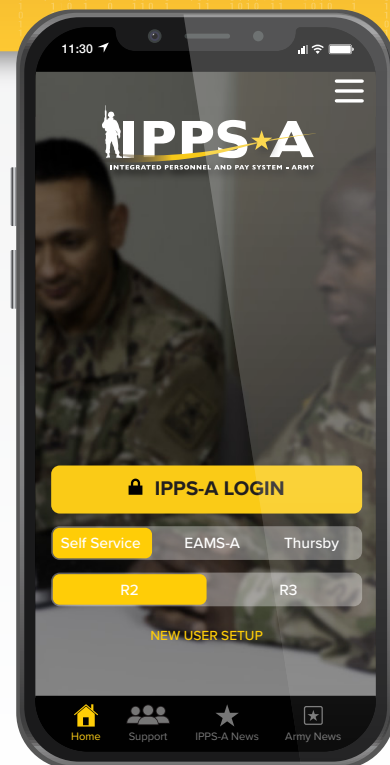 11:30
IPPS-A
INTEGRATED PERSONNEL AND PAY SYSTEM - ARMY
IPPS-A LOGIN
Self Service EAMS-A Thursby
R2 R3
NEW USER SETUP
Home Support IPPS-A News Army News